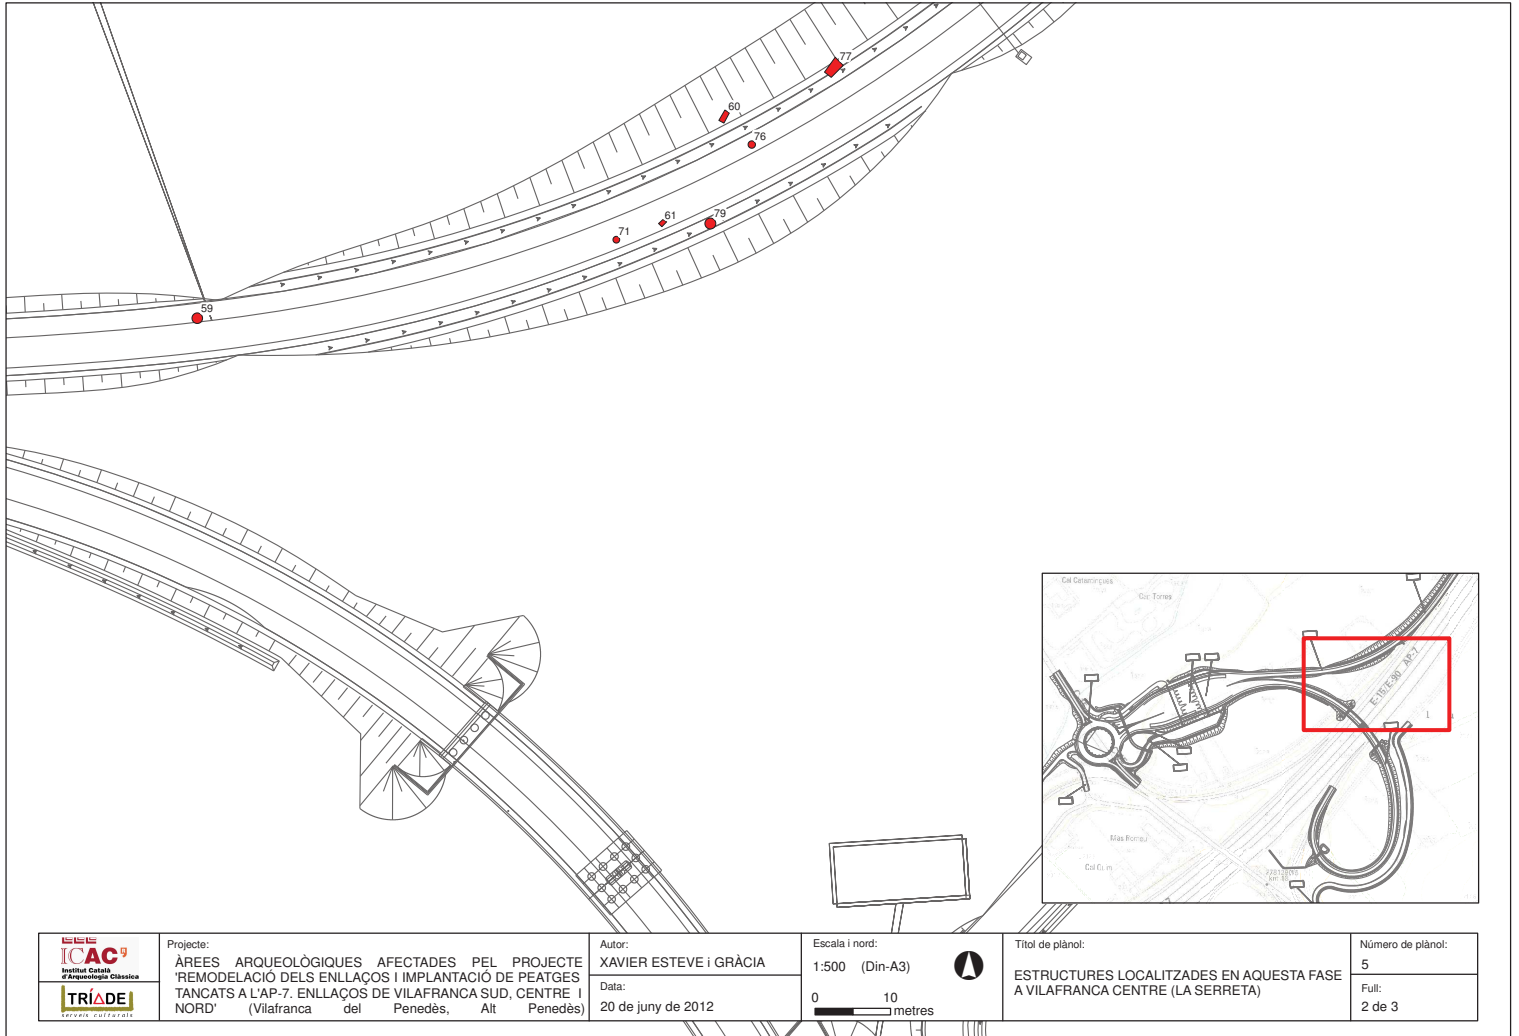 77
60
76
61
79
71
59
Cal Catarmingues
Can Torres
E-15/E-90 AP-7
1
Mas Romeu
Cal Quim
ICAC
Institut Català
d'Arqueologia Clàssica
TRÍADE
serveis culturals
Projecte:
ÀREES ARQUEOLÒGIQUES AFECTADES PEL PROJECTE
'REMODELACIÓ DELS ENLLAÇOS I IMPLANTACIÓ DE PEATGES
TANCATS A L'AP-7. ENLLAÇOS DE VILAFRANCA SUD, CENTRE I
NORD' (Vilafranca del Penedès, Alt Penedès)
Autor:
XAVIER ESTEVE i GRÀCIA
Data:
20 de juny de 2012
Escala i nord:
1:500 (Din-A3)
0 10
metres
Títol de plànol:
ESTRUCTURES LOCALITZADES EN AQUESTA FASE
A VILAFRANCA CENTRE (LA SERRETA)
Número de plànol:
5
Full:
2 de 3